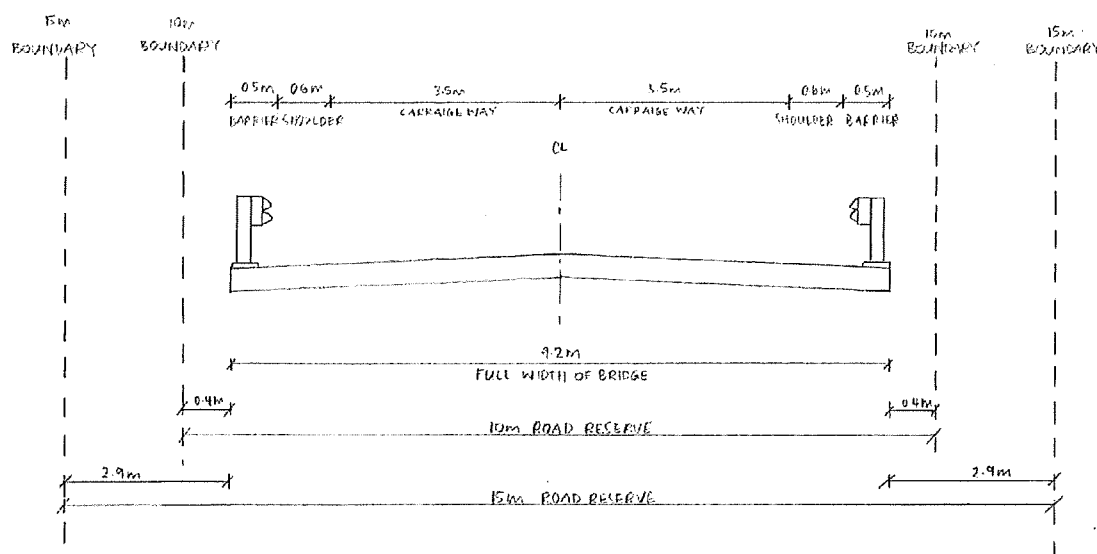 15m
BOUNDARY
10m
BOUNDARY
10m
BOUNDARY
15m
BOUNDARY
0.5m
0.6m
3.5m
3.5m
0.6m
0.5m
BARRIER
SHOULDER
CARRAIGE WAY
CARRAIGE WAY
SHOULDER
BARRIER
CL
9.2m
FULL WIDTH OF BRIDGE
0.4m
0.4m
10m ROAD RESERVE
2.9m
2.9m
15m ROAD RESERVE